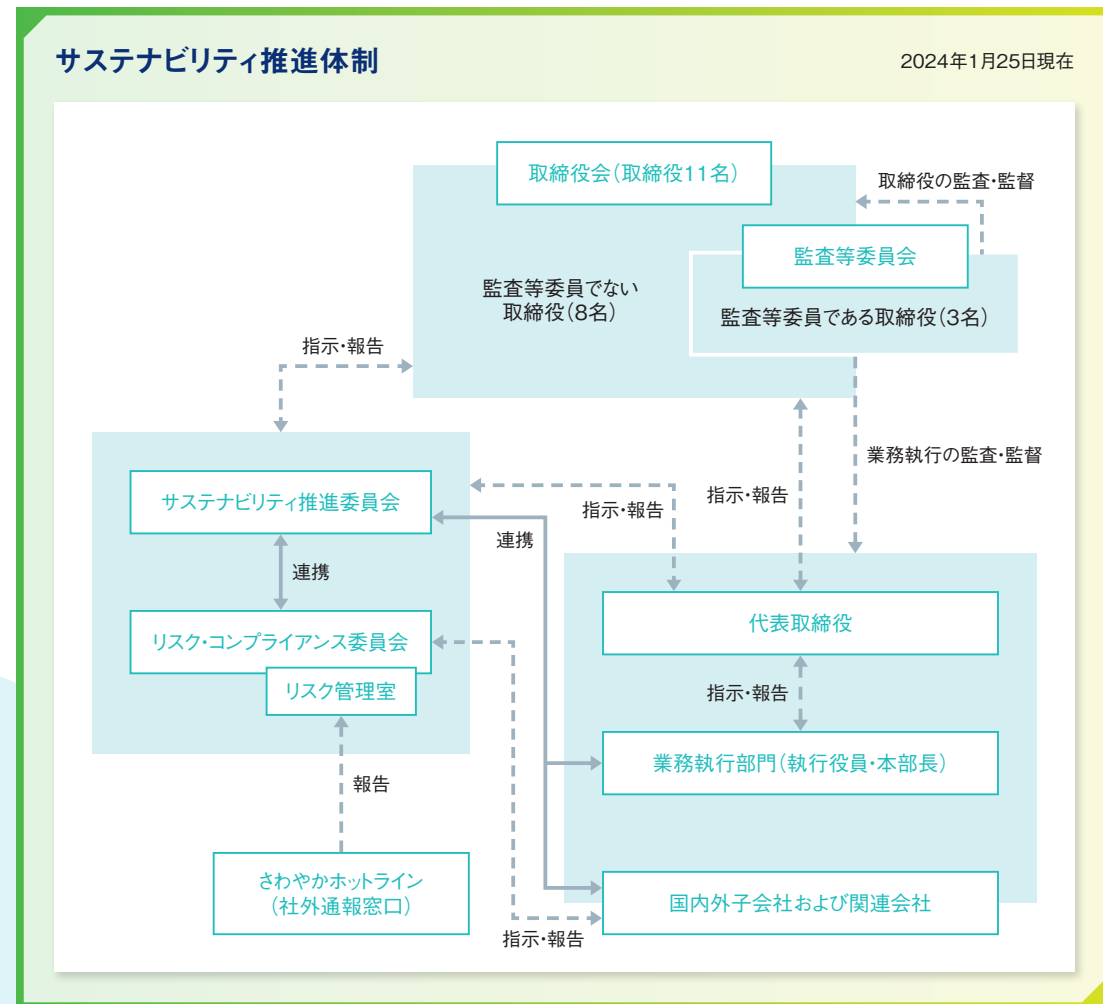 サステナビリティ推進体制
2024年1月25日現在
取締役会(取締役11名)
取締役の監査・監督
監査等委員会
監査等委員でない
取締役(8名)
監査等委員である取締役(3名)
指示・報告
業務執行の監査・監督
サステナビリティ推進委員会
指示・報告
指示・報告
連携
連携
代表取締役
リスク・コンプライアンス委員会
リスク管理室
指示・報告
業務執行部門(執行役員・本部長)
報告
さわやかホットライン
(社外通報窓口)
国内外子会社および関連会社
指示・報告